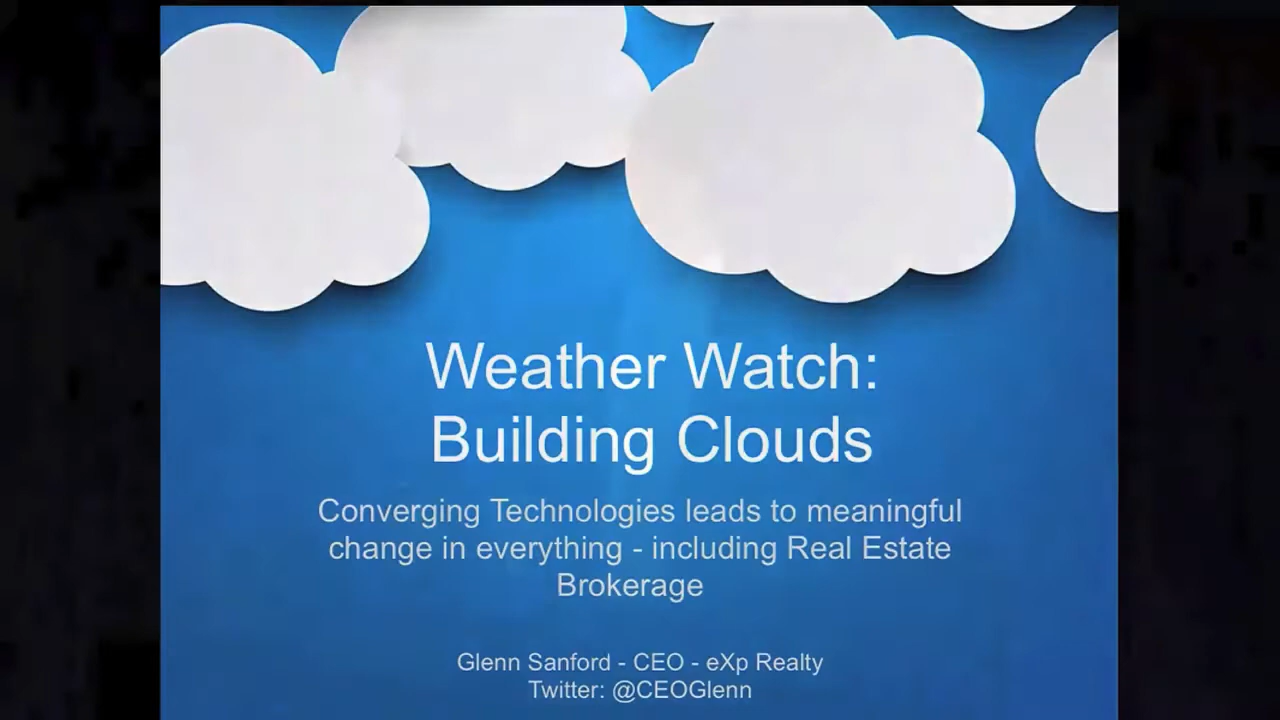 Weather Watch:
Building Clouds
Converging Technologies leads to meaningful
change in everything - including Real Estate
Brokerage
Glenn Sanford - CEO - eXp Realty
Twitter: @CEOGlenn